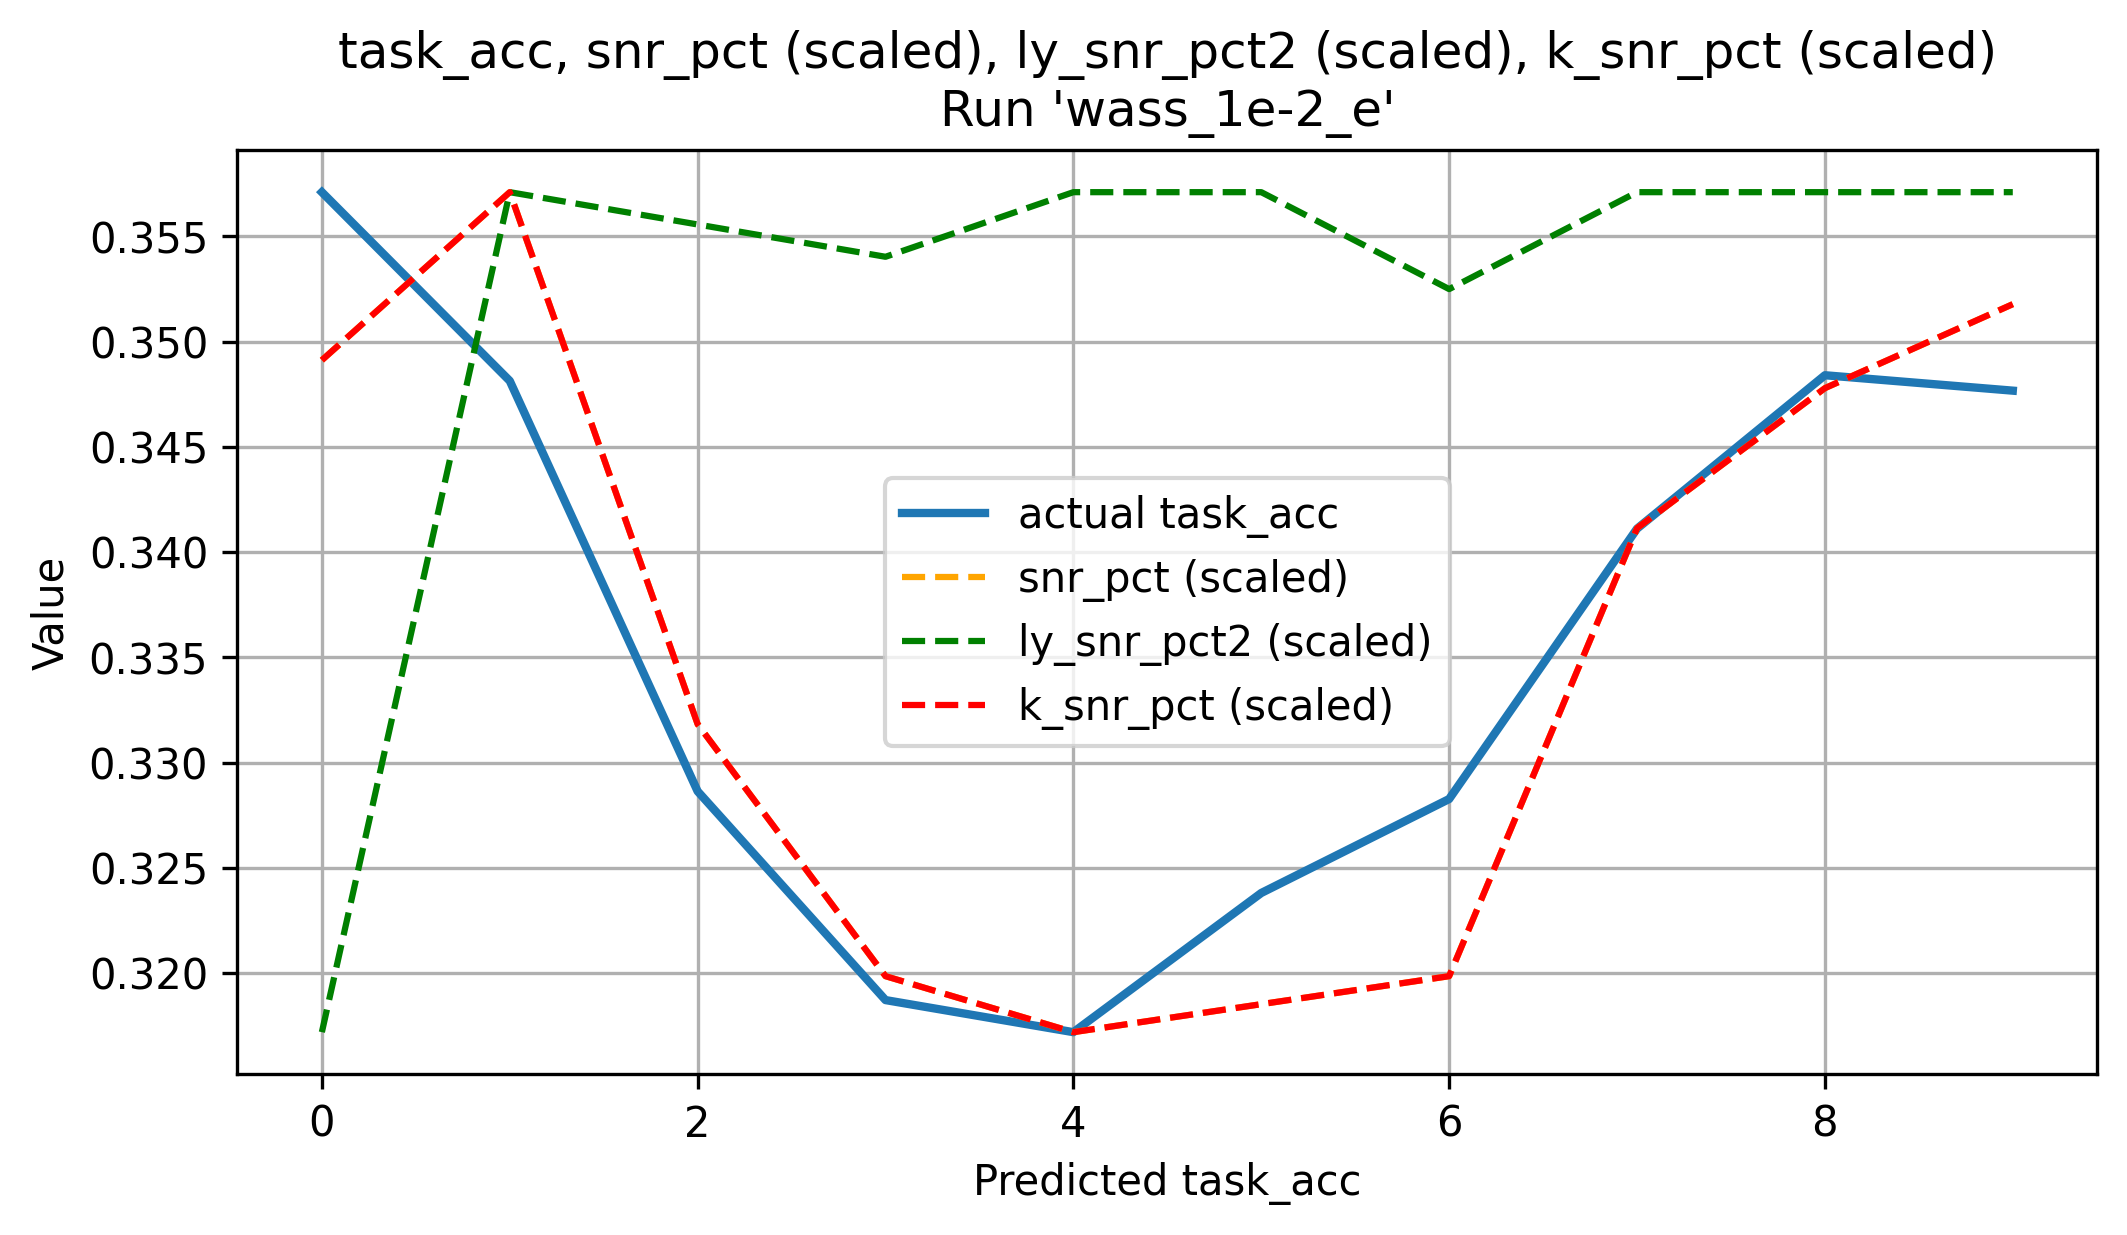 task_acc, snr_pct (scaled), ly_snr_pct2 (scaled), k_snr_pct (scaled)
Run 'wass_1e-2_e'
0.355
0.350
0.345
0.340
0.335
0.330
0.325
0.320
Value
actual task_acc
snr_pct (scaled)
ly_snr_pct2 (scaled)
k_snr_pct (scaled)
0 2 4 6 8
Predicted task_acc